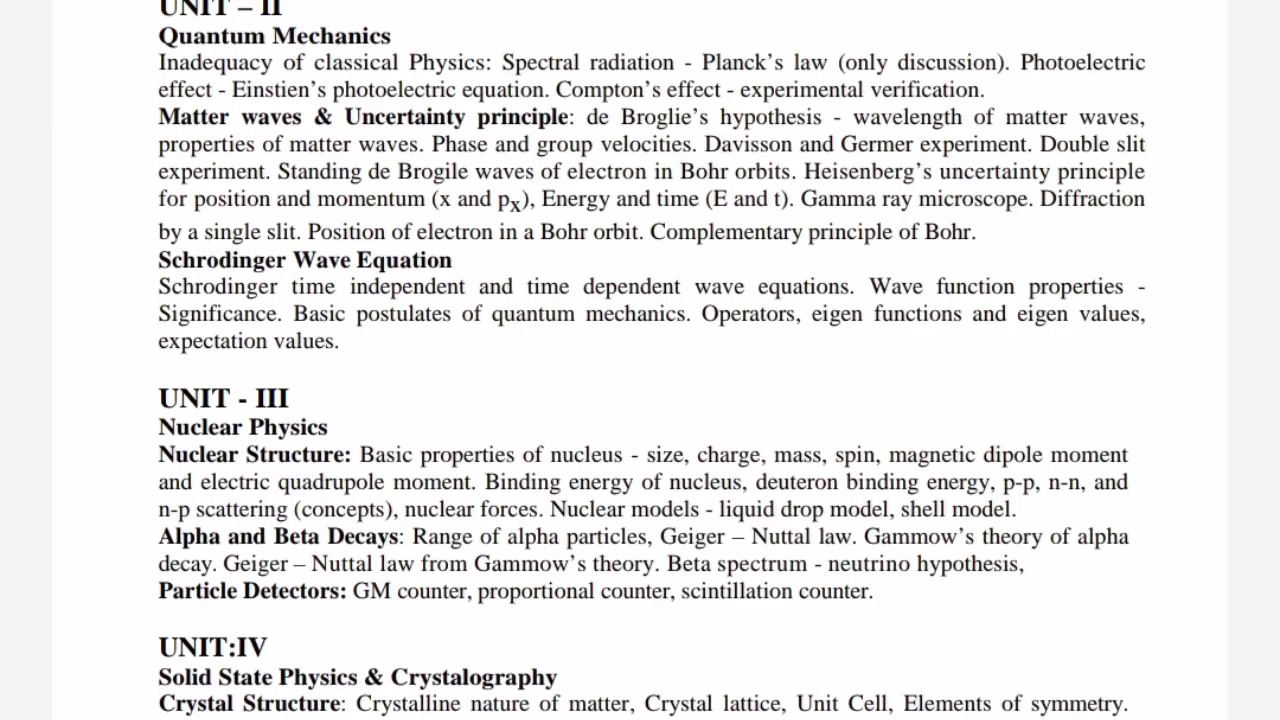 UNIT – II
Quantum Mechanics
Inadequacy of classical Physics: Spectral radiation - Planck's law (only discussion). Photoelectric
effect - Einstien's photoelectric equation. Compton's effect - experimental verification.
Matter waves & Uncertainty principle: de Broglie's hypothesis - wavelength of matter waves,
properties of matter waves. Phase and group velocities. Davisson and Germer experiment. Double slit
experiment. Standing de Brogile waves of electron in Bohr orbits. Heisenberg's uncertainty principle
for position and momentum (x and px), Energy and time (E and t). Gamma ray microscope. Diffraction
by a single slit. Position of electron in a Bohr orbit. Complementary principle of Bohr.
Schrodinger Wave Equation
Schrodinger time independent and time dependent wave equations. Wave function properties -
Significance. Basic postulates of quantum mechanics. Operators, eigen functions and eigen values,
expectation values.
UNIT - III
Nuclear Physics
Nuclear Structure: Basic properties of nucleus - size, charge, mass, spin, magnetic dipole moment
and electric quadrupole moment. Binding energy of nucleus, deuteron binding energy, p-p, n-n, and
n-p scattering (concepts), nuclear forces. Nuclear models - liquid drop model, shell model.
Alpha and Beta Decays: Range of alpha particles, Geiger – Nuttal law. Gammow's theory of alpha
decay. Geiger – Nuttal law from Gammow's theory. Beta spectrum - neutrino hypothesis,
Particle Detectors: GM counter, proportional counter, scintillation counter.
UNIT:IV
Solid State Physics & Crystalography
Crystal Structure: Crystalline nature of matter, Crystal lattice, Unit Cell, Elements of symmetry.